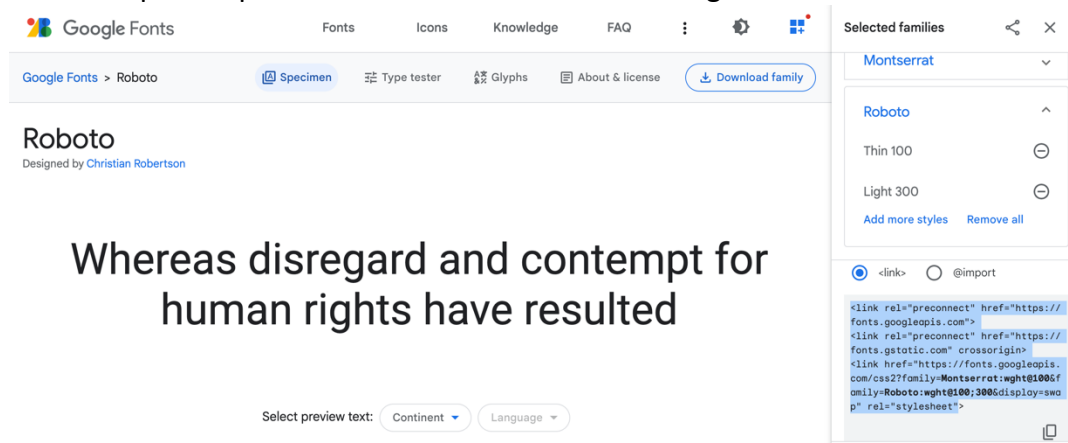 Google Fonts
Fonts
Icons
Knowledge
FAQ
Google Fonts > Roboto
Specimen
Type tester
Glyphs
About & license
Download family
Roboto
Designed by Christian Robertson
Whereas disregard and contempt for
human rights have resulted
Select preview text:
Continent
Language
Selected families
Montserrat
Roboto
Thin 100
Light 300
Add more styles
Remove all
<link>
@import
<link rel="preconnect" href="https://
fonts.googleapis.com">
<link rel="preconnect" href="https://
fonts.gstatic.com" crossorigin>
<link href="https://fonts.googleapis.
com/css2?family=Montserrat:wght@100&f
amily=Roboto:wght@100;300&display=swa
p" rel="stylesheet">